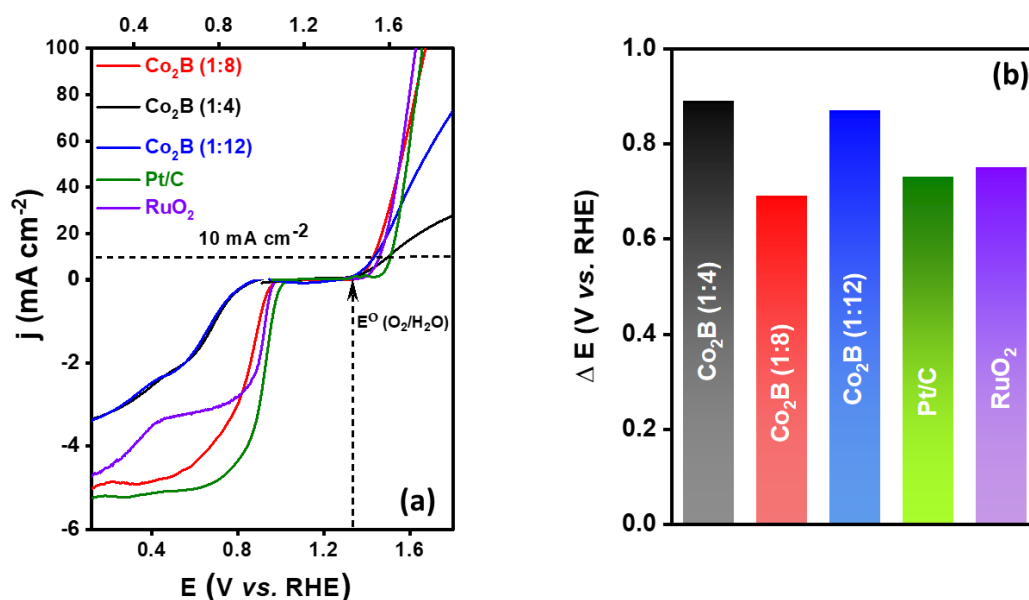 0.4 0.8 1.2 1.6
100
80
60
40
20
0
-2
-4
-6
Co₂B (1:8)
Co₂B (1:4)
Co₂B (1:12)
Pt/C
RuO₂
10 mA cm⁻²
E⁰ (O₂/H₂O)
(a)
j (mA cm⁻²)
0.4 0.8 1.2 1.6
E (V vs. RHE)
(b)
1.0
0.8
0.6
0.4
0.2
0.0
Δ E (V vs. RHE)
Co₂B (1:4)
Co₂B (1:8)
Co₂B (1:12)
Pt/C
RuO₂